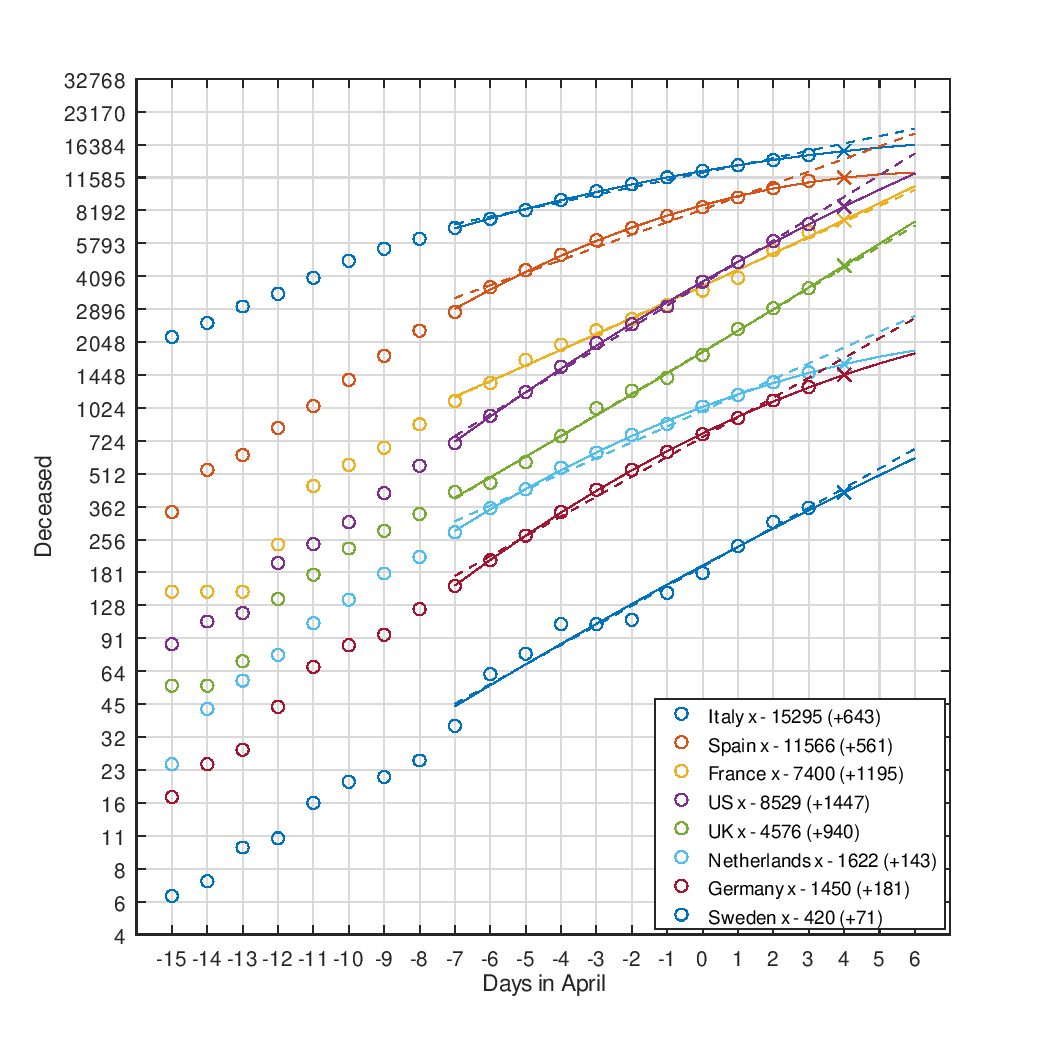 32768
23170
16384
11585
8192
5793
4096
2896
2048
1448
1024
724
512
362
256
181
128
91
64
45
32
23
16
11
8
6
4
Deceased
Italy x - 15295 (+643)
Spain x - 11566 (+561)
France x - 7400 (+1195)
US x - 8529 (+1447)
UK x - 4576 (+940)
Netherlands x - 1622 (+143)
Germany x - 1450 (+181)
Sweden x - 420 (+71)
-15 -14 -13 -12 -11 -10 -9 -8 -7 -6 -5 -4 -3 -2 -1 0 1 2 3 4 5 6
Days in April